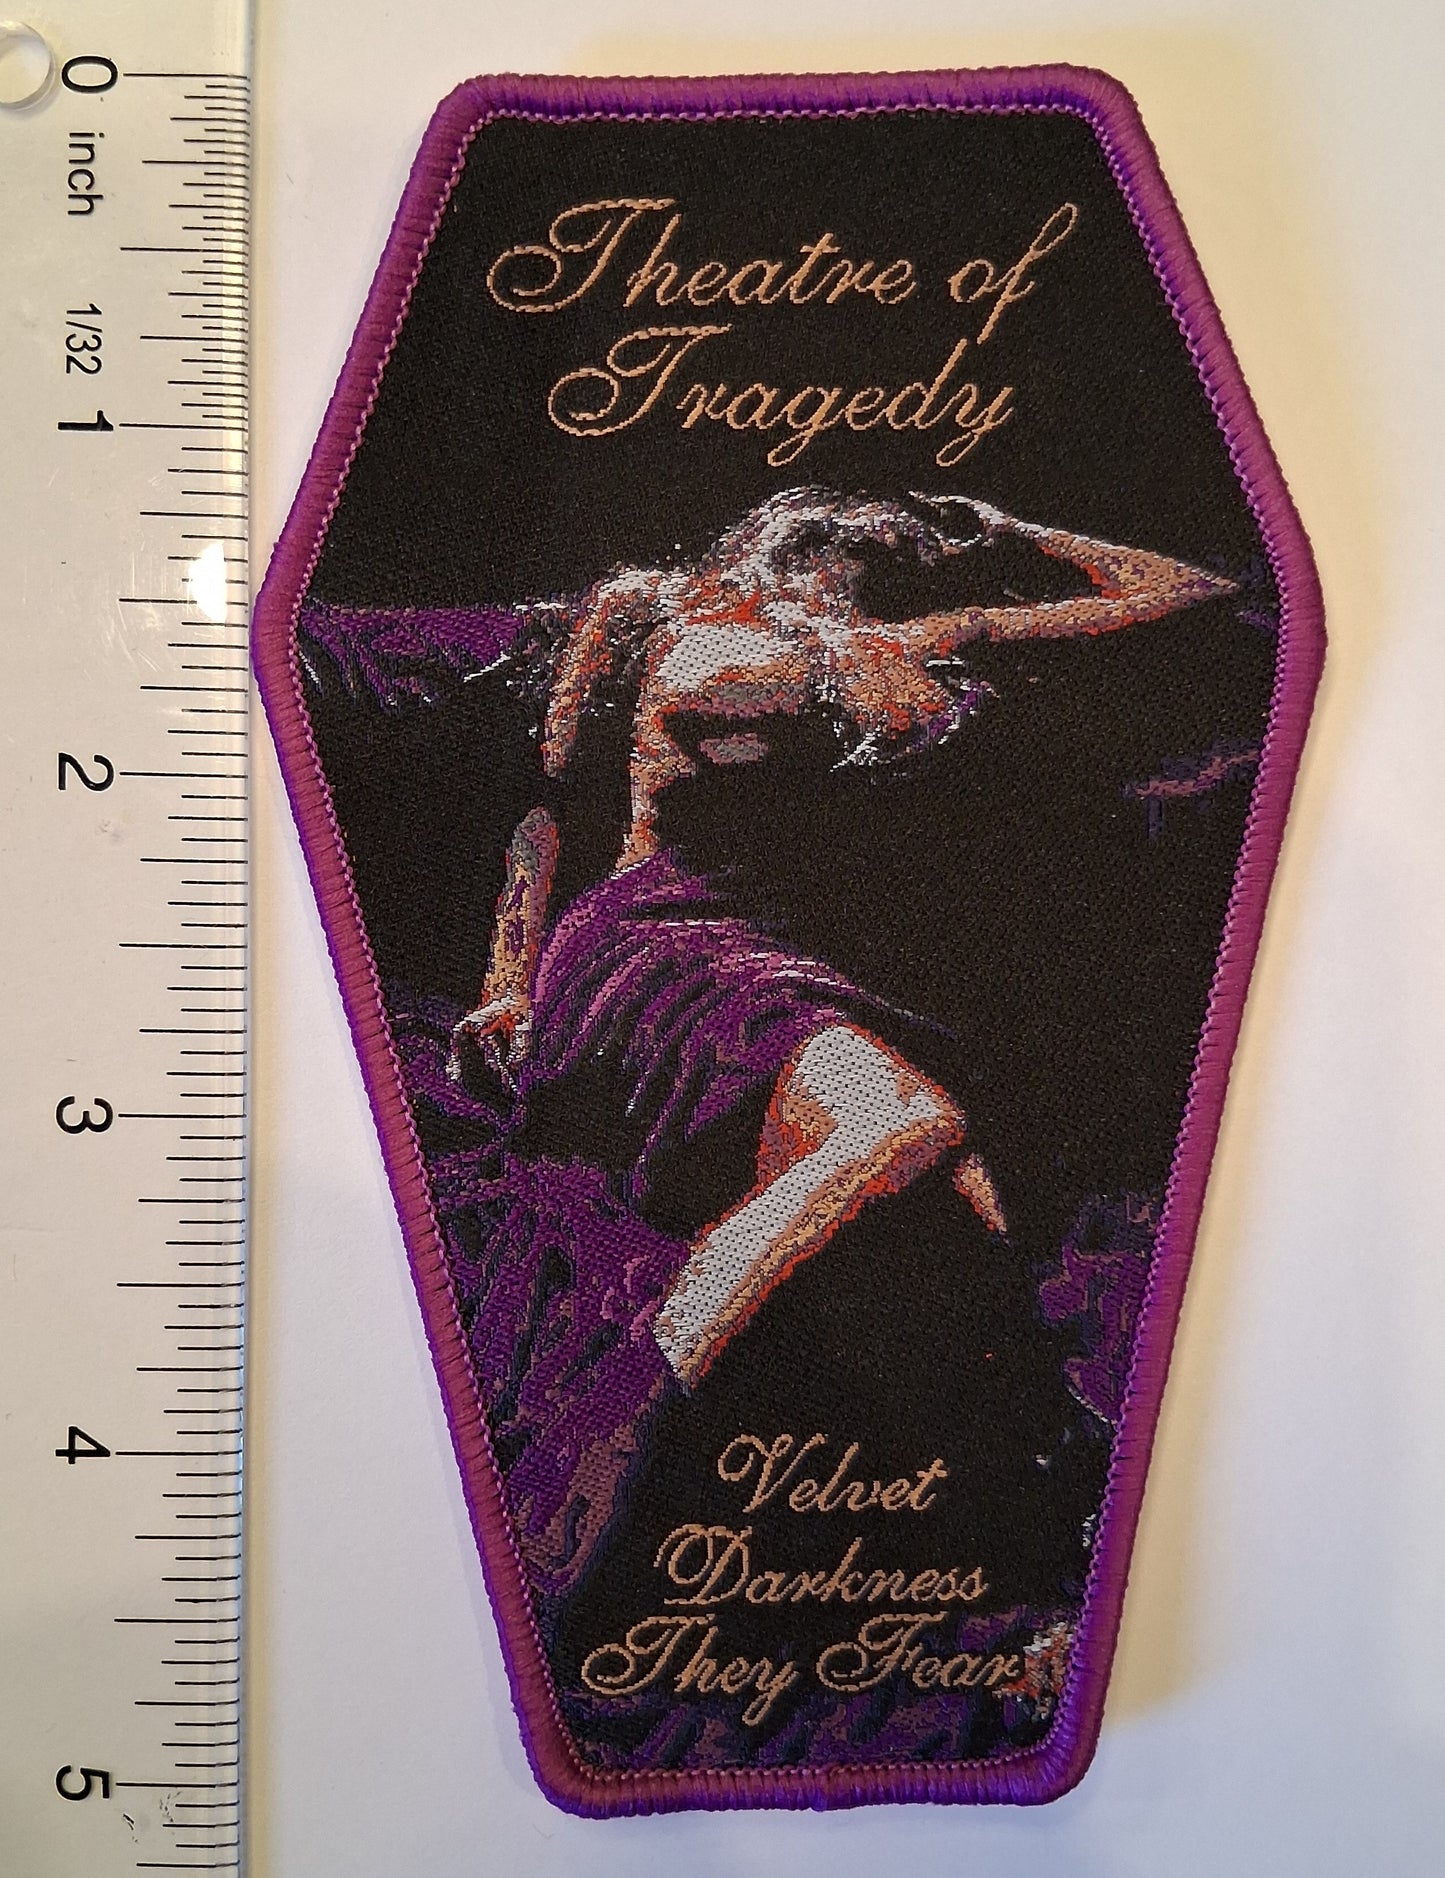 0
inch
1/32
1
2
3
4
5
Theatre of
Tragedy
Velvet
Darkness
They Fear